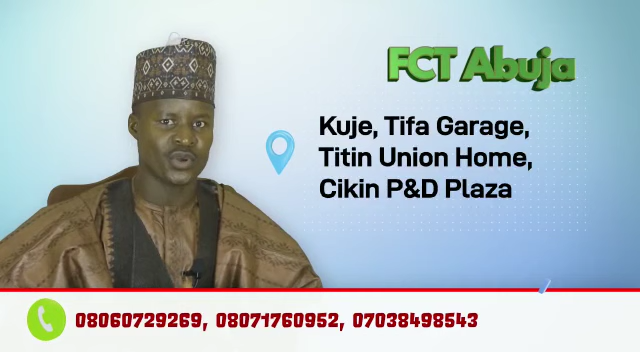 FCT Abuja
Kuje, Tifa Garage,
Titin Union Home,
Cikin P&D Plaza
08060729269, 08071760952, 07038498543